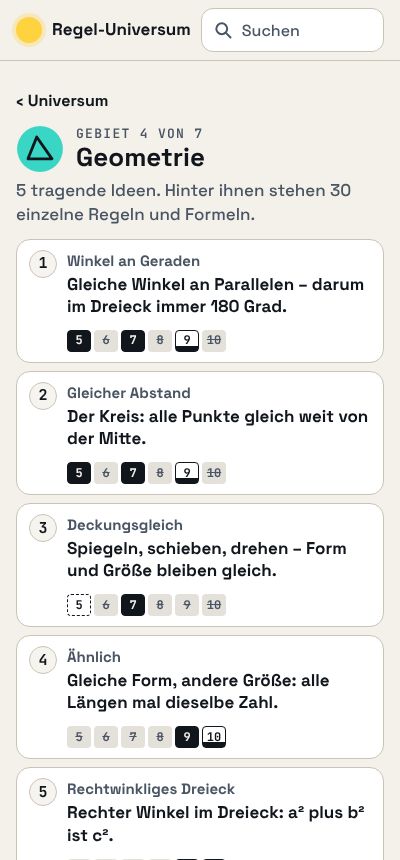 Regel-Universum
Suchen
< Universum
GEBIET 4 VON 7
Geometrie
5 tragende Ideen. Hinter ihnen stehen 30
einzelne Regeln und Formeln.
1 Winkel an Geraden
Gleiche Winkel an Parallelen – darum
im Dreieck immer 180 Grad.
5 6 7 8 9 10
2 Gleicher Abstand
Der Kreis: alle Punkte gleich weit von
der Mitte.
5 6 7 8 9 10
3 Deckungsgleich
Spiegeln, schieben, drehen – Form
und Größe bleiben gleich.
5 6 7 8 9 10
4 Ähnlich
Gleiche Form, andere Größe: alle
Längen mal dieselbe Zahl.
5 6 7 8 9 10
5 Rechtwinkliges Dreieck
Rechter Winkel im Dreieck: a² plus b²
ist c².